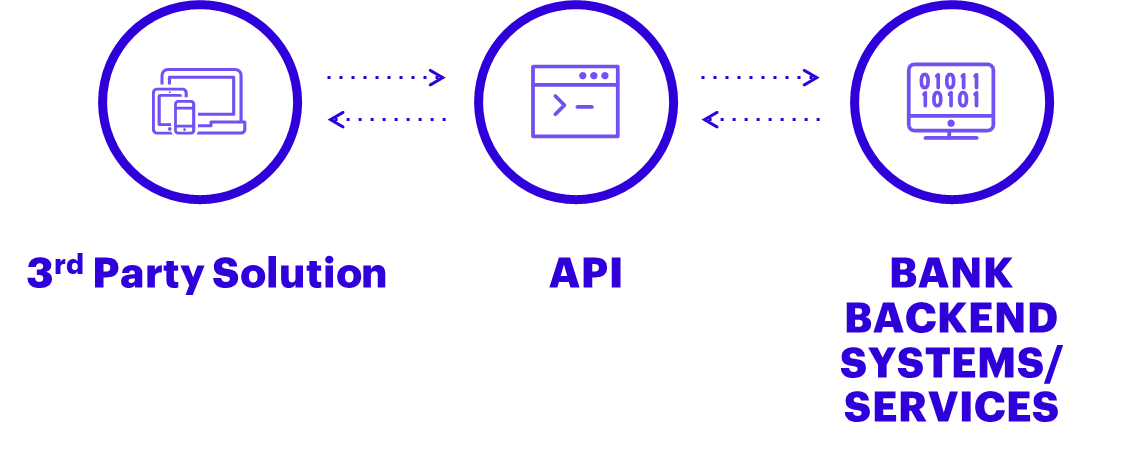 01011
10101
3rd Party Solution
API
BANK
BACKEND
SYSTEMS/
SERVICES